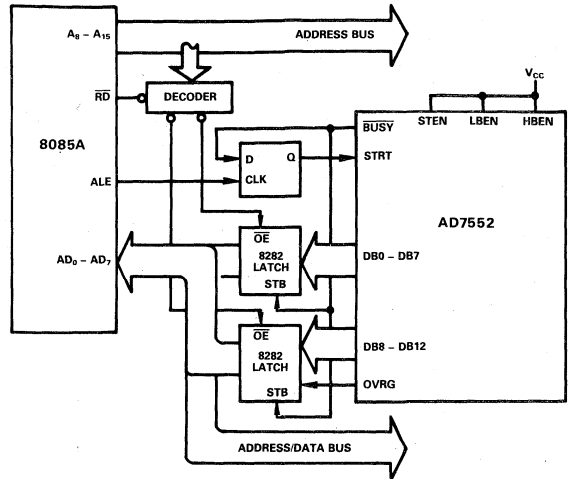 A8 – A15
ADDRESS BUS
RD
DECODER
VCC
STEN
LBEN
HBEN
8085A
BUSY
D
Q
STRT
CLK
ALE
AD7552
OE
8282
LATCH
STB
AD0 – AD7
DB0 – DB7
OE
8282
LATCH
STB
DB8 – DB12
OVRG
ADDRESS/DATA BUS